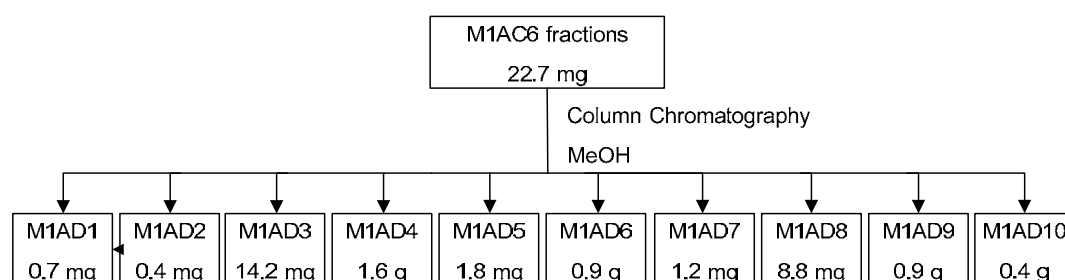 M1AC6 fractions
22.7 mg
Column Chromatography
MeOH
M1AD1 M1AD2 M1AD3 M1AD4 M1AD5 M1AD6 M1AD7 M1AD8 M1AD9 M1AD10
0.7 mg 0.4 mg 14.2 mg 1.6 g 1.8 mg 0.9 g 1.2 mg 8.8 mg 0.9 g 0.4 g